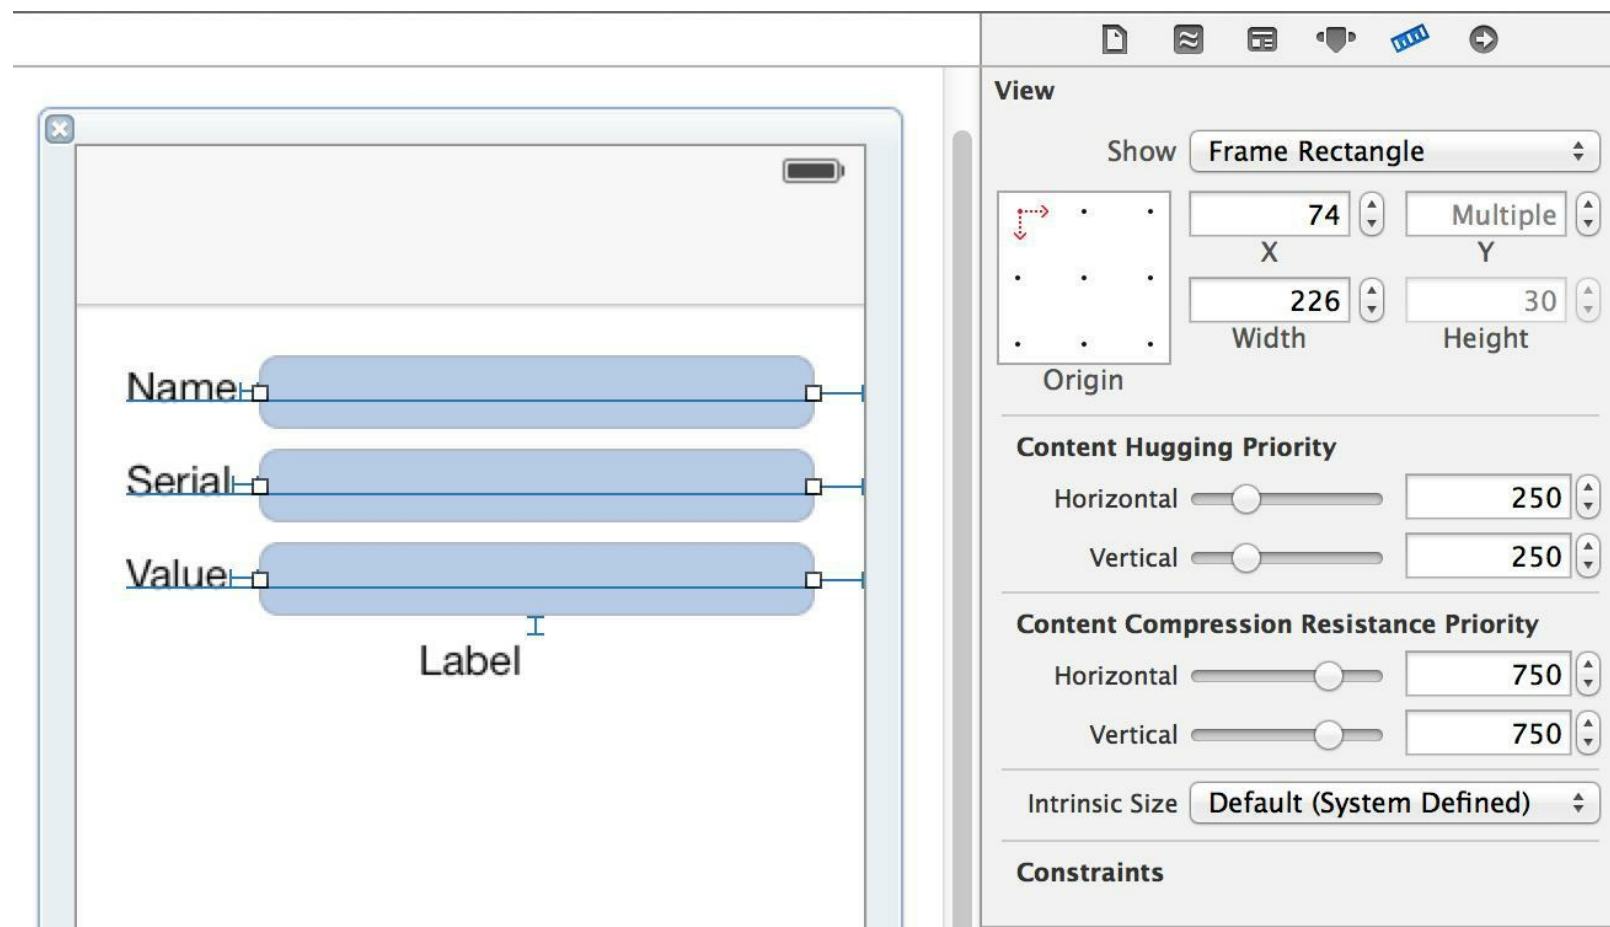 View
Show Frame Rectangle
74 Multiple
X Y
226 30
Width Height
Origin
Name
Serial
Value
Label
Content Hugging Priority
Horizontal 250
Vertical 250
Content Compression Resistance Priority
Horizontal 750
Vertical 750
Intrinsic Size Default (System Defined)
Constraints